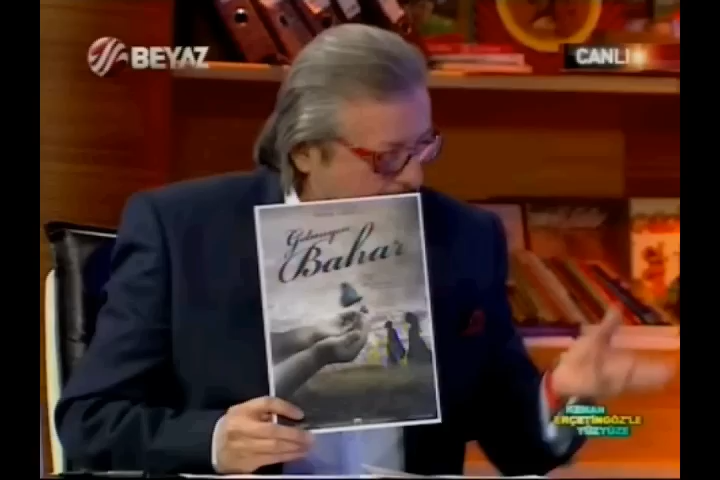 BEYAZ
CANLI
Gelmeyen
Bahar
KENAN
ERÇETİNGÖZ'LE
YÜZYÜZE